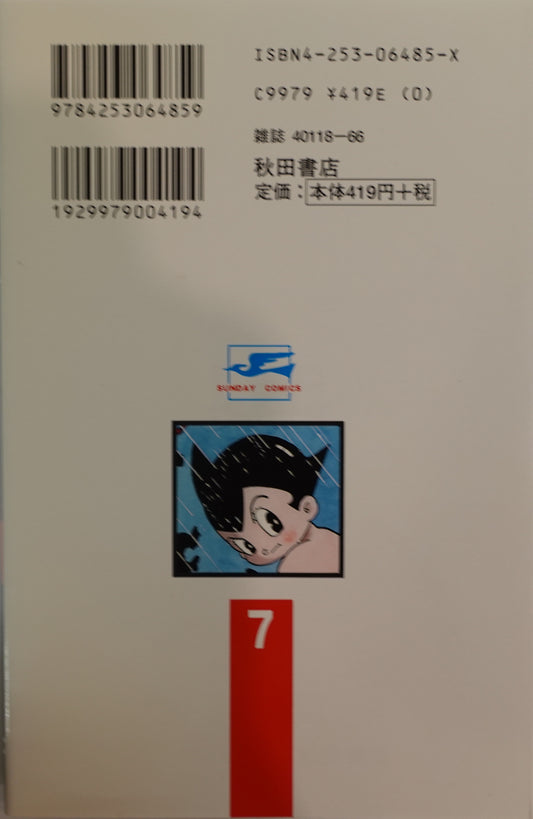 ISBN4-253-06485-X
9784253064859
C9979 ¥419E (0)
雑誌 40118-66
1929979004194
秋田書店
定価：本体419円＋税
SUNDAY COMICS
7